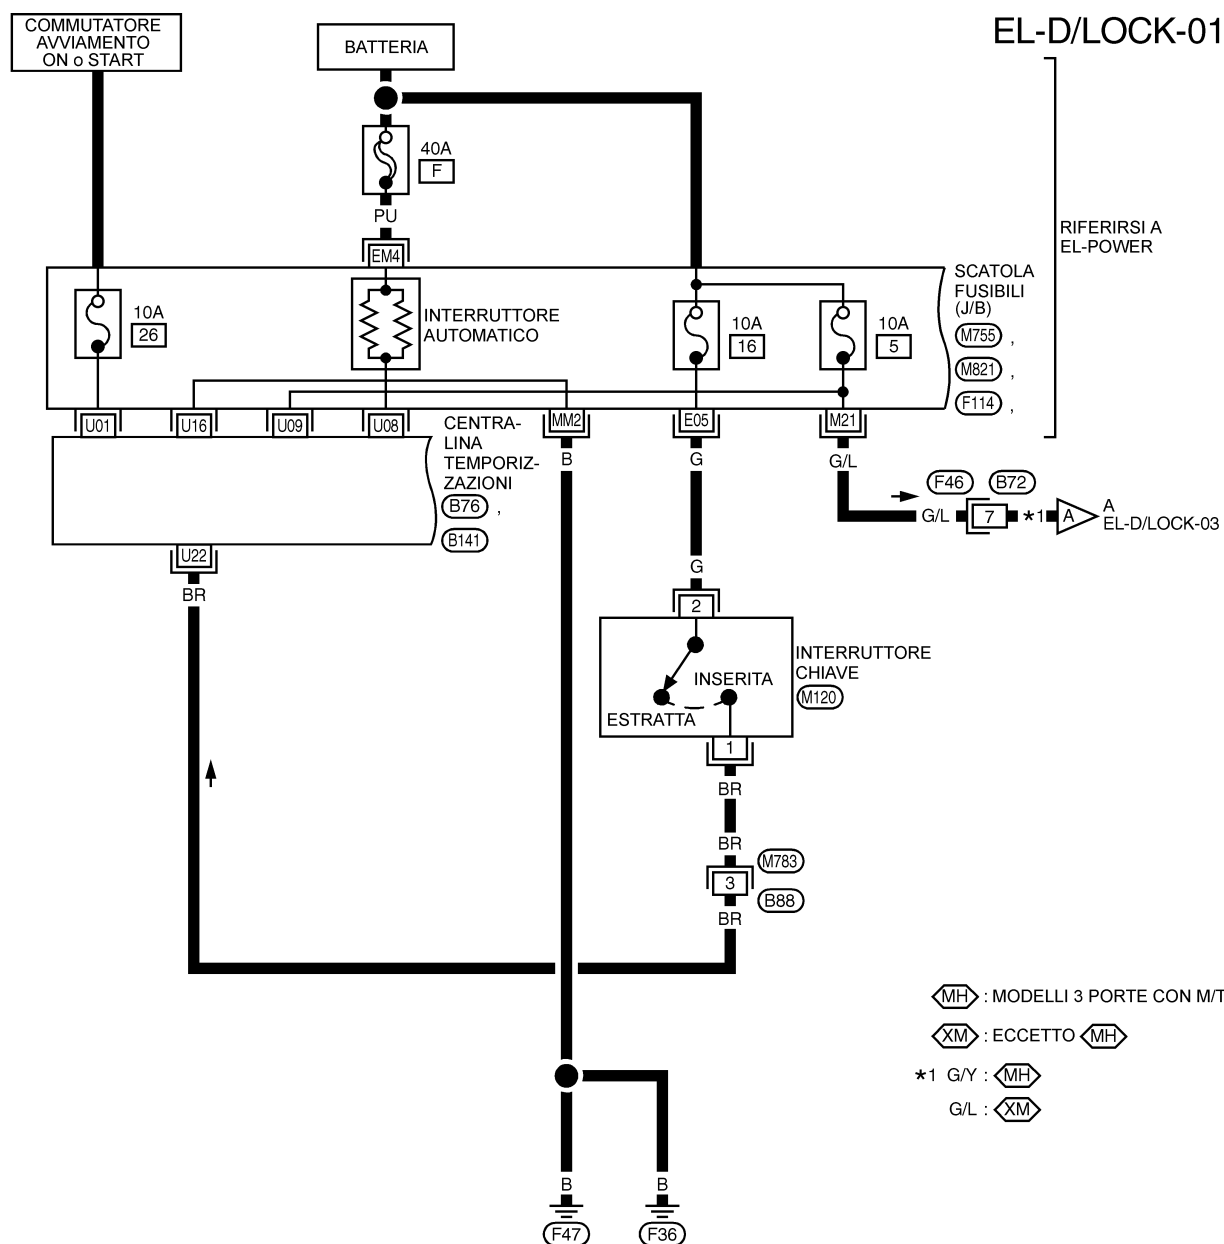 EL-D/LOCK-01
COMMUTATORE
AVVIAMENTO
ON o START
BATTERIA
40A
F
PU
EM4
RIFERIRSI A
EL-POWER
10A
26
INTERRUTTORE
AUTOMATICO
10A
16
10A
5
SCATOLA
FUSIBILI
(J/B)
M755 ,
M821 ,
F114 ,
U01
U16
U09
U08
MM2
E05
M21
CENTRA-
LINA
TEMPORIZ-
ZAZIONI
B76 ,
B141
B
G
G/L
F46
B72
G/L
7
*1
A
A
EL-D/LOCK-03
U22
BR
G
2
INTERRUTTORE
CHIAVE
M120
INSERITA
ESTRATTA
1
BR
BR
M783
3
B88
BR
MH : MODELLI 3 PORTE CON M/T
XM : ECCETTO MH
*1 G/Y : MH
G/L : XM
B
B
F47
F36